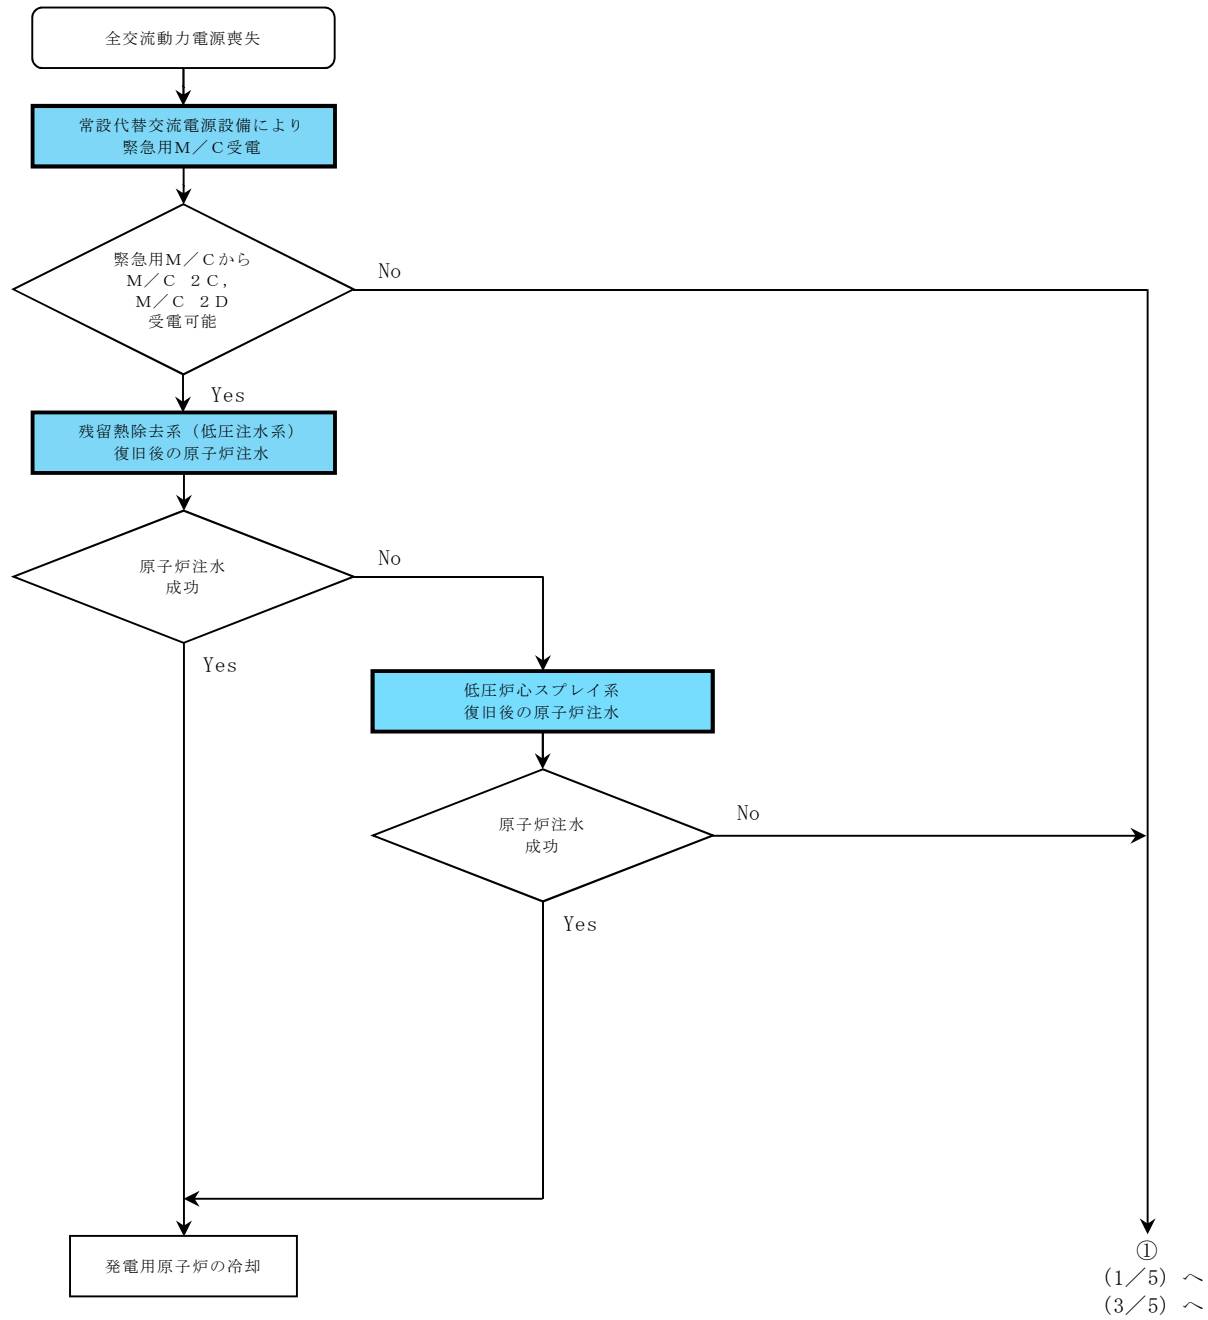 全交流動力電源喪失
常設代替交流電源設備により
緊急用Ｍ／Ｃ受電
緊急用Ｍ／Ｃから
Ｍ／Ｃ ２Ｃ，
Ｍ／Ｃ ２Ｄ
受電可能
No
Yes
残留熱除去系（低圧注水系）
復旧後の原子炉注水
原子炉注水
成功
No
Yes
低圧炉心スプレイ系
復旧後の原子炉注水
原子炉注水
成功
No
Yes
発電用原子炉の冷却
①
(1／5) へ
(3／5) へ